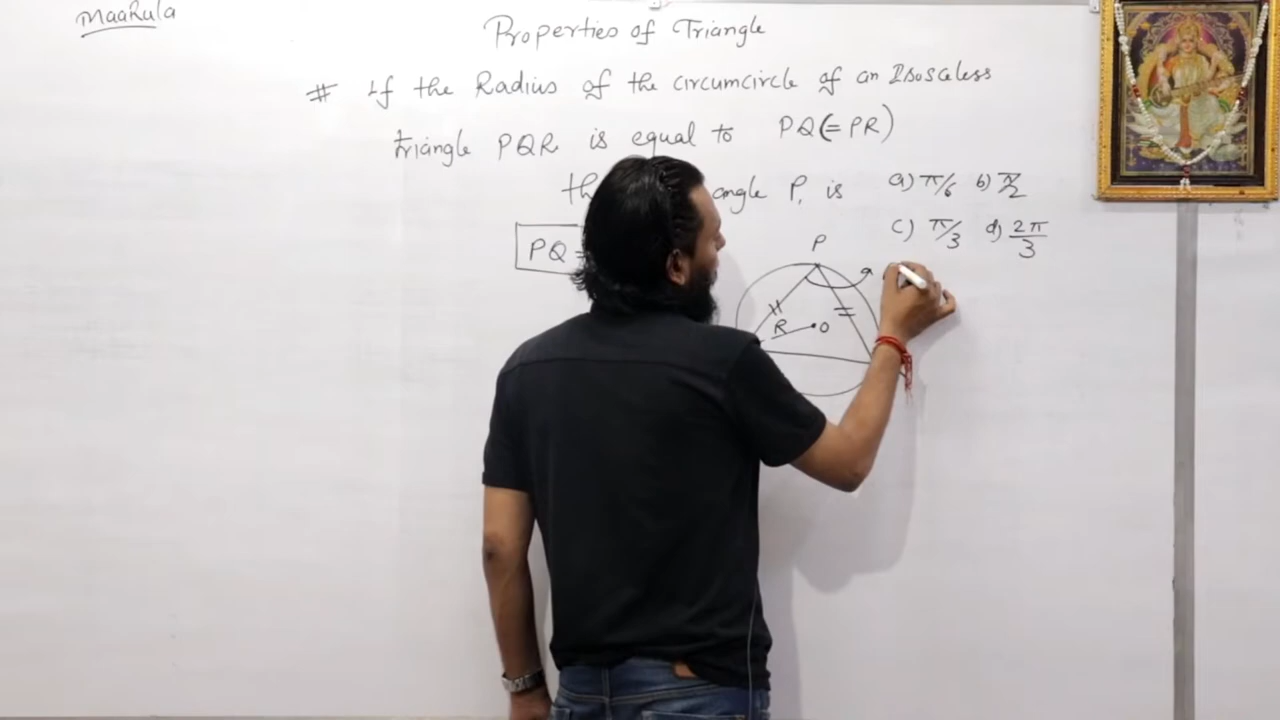 MaaRula
Properties of Triangle
# If the Radius of the circumcircle of an Isosceless
triangle PQR is equal to PQ(=PR)
angle P, is a) π/6 b) π/2
c) π/3 d) 2π/3
PQ =
P
R O